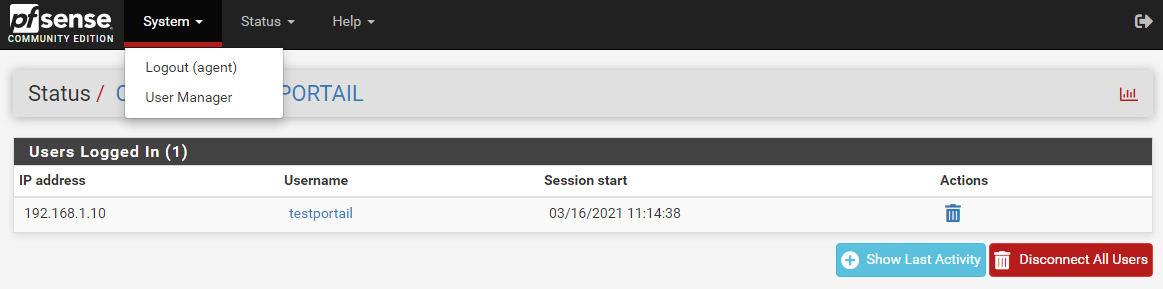 pfsense
COMMUNITY EDITION
System
Status
Help
Logout (agent)
User Manager
Status / PORTAIL
Users Logged In (1)
IP address Username Session start Actions
192.168.1.10 testportail 03/16/2021 11:14:38
Show Last Activity Disconnect All Users